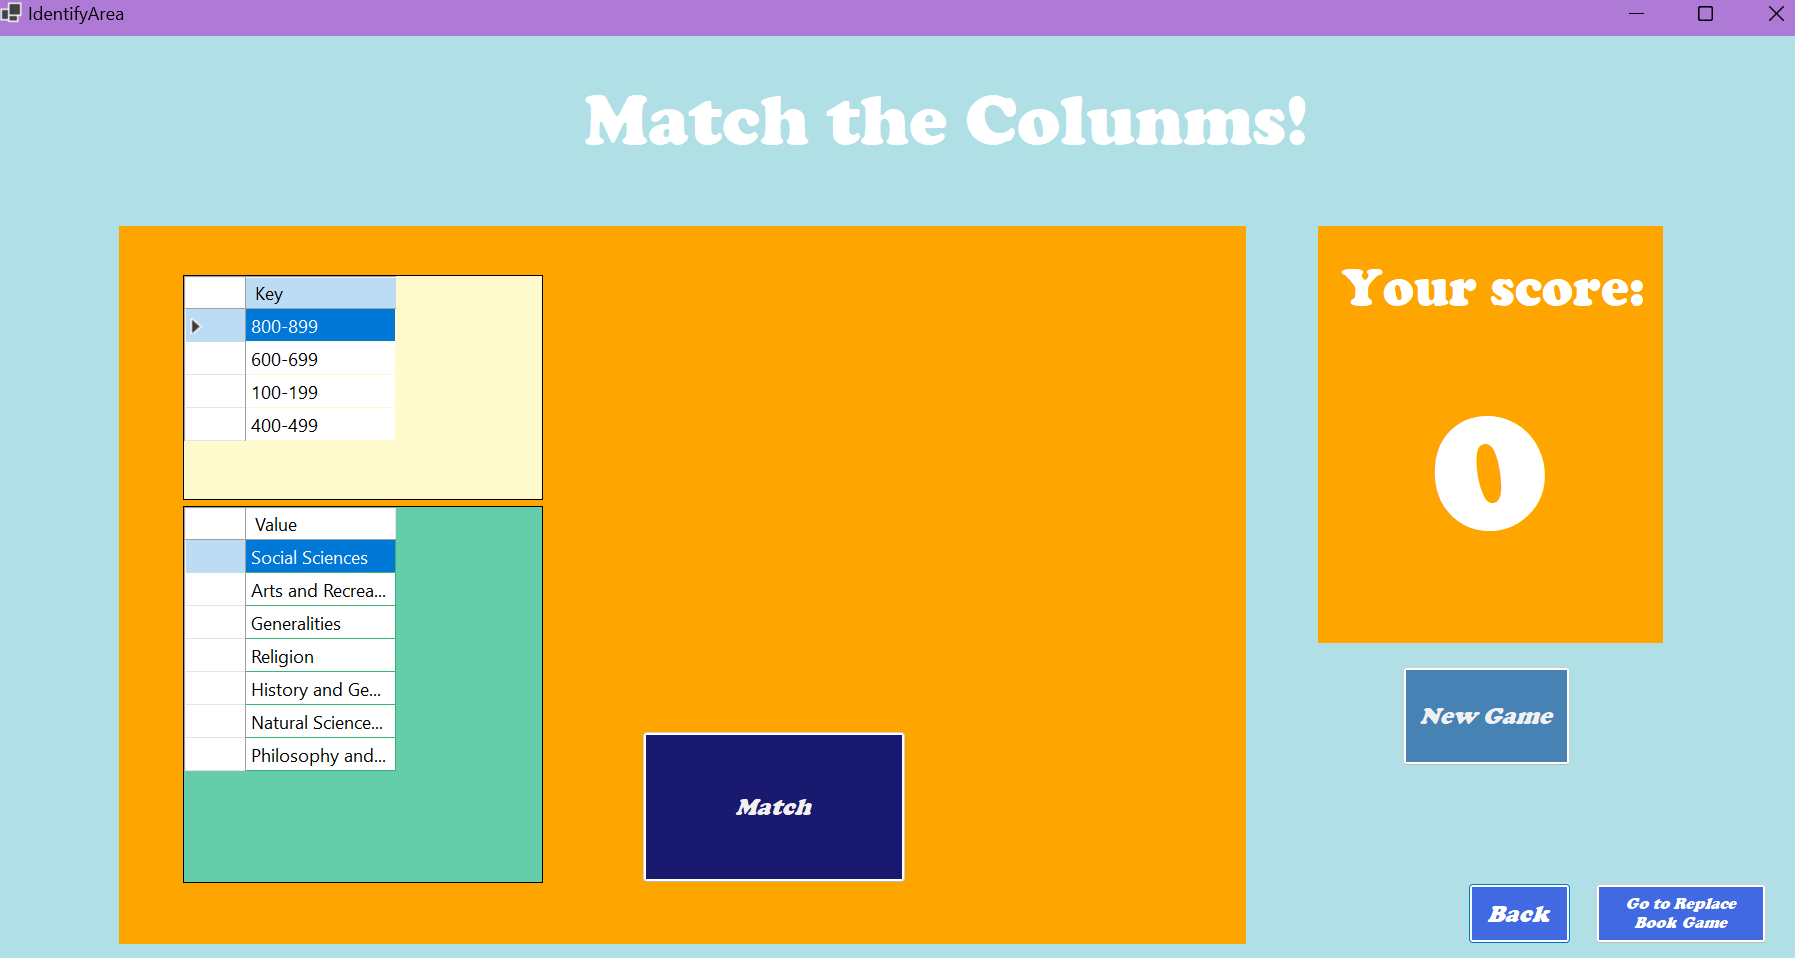 IdentifyArea
Match the Colunms!
Key
800-899
600-699
100-199
400-499
Value
Social Sciences
Arts and Recrea...
Generalities
Religion
History and Ge...
Natural Science...
Philosophy and...
Match
Your score:
0
New Game
Back
Go to Replace
Book Game